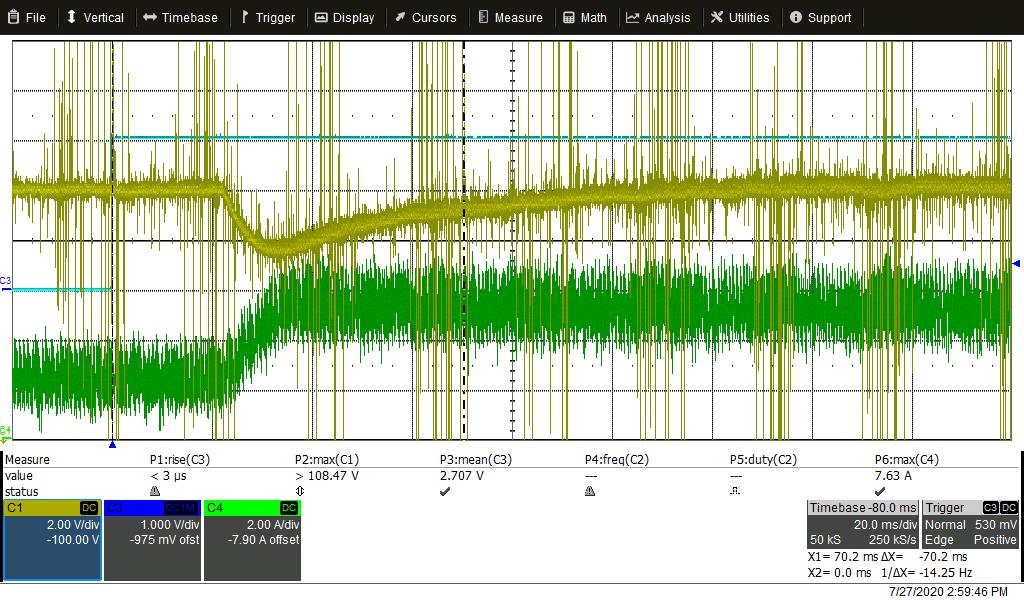 File Vertical Timebase Trigger Display Cursors Measure Math Analysis Utilities Support
C3
C4
Measure P1:rise(C3) P2:max(C1) P3:mean(C3) P4:freq(C2) P5:duty(C2) P6:max(C4)
value < 3 µs > 108.47 V 2.707 V --- --- 7.63 A
status
C1 DC C3 DC1M C4 DC Timebase -80.0 ms Trigger C3 DC
2.00 V/div 1.000 V/div 2.00 A/div 20.0 ms/div Normal 530 mV
-100.00 V -975 mV ofst -7.90 A offset 50 kS 250 kS/s Edge Positive
X1= 70.2 ms ΔX= -70.2 ms
X2= 0.0 ms 1/ΔX= -14.25 Hz
7/27/2020 2:59:46 PM